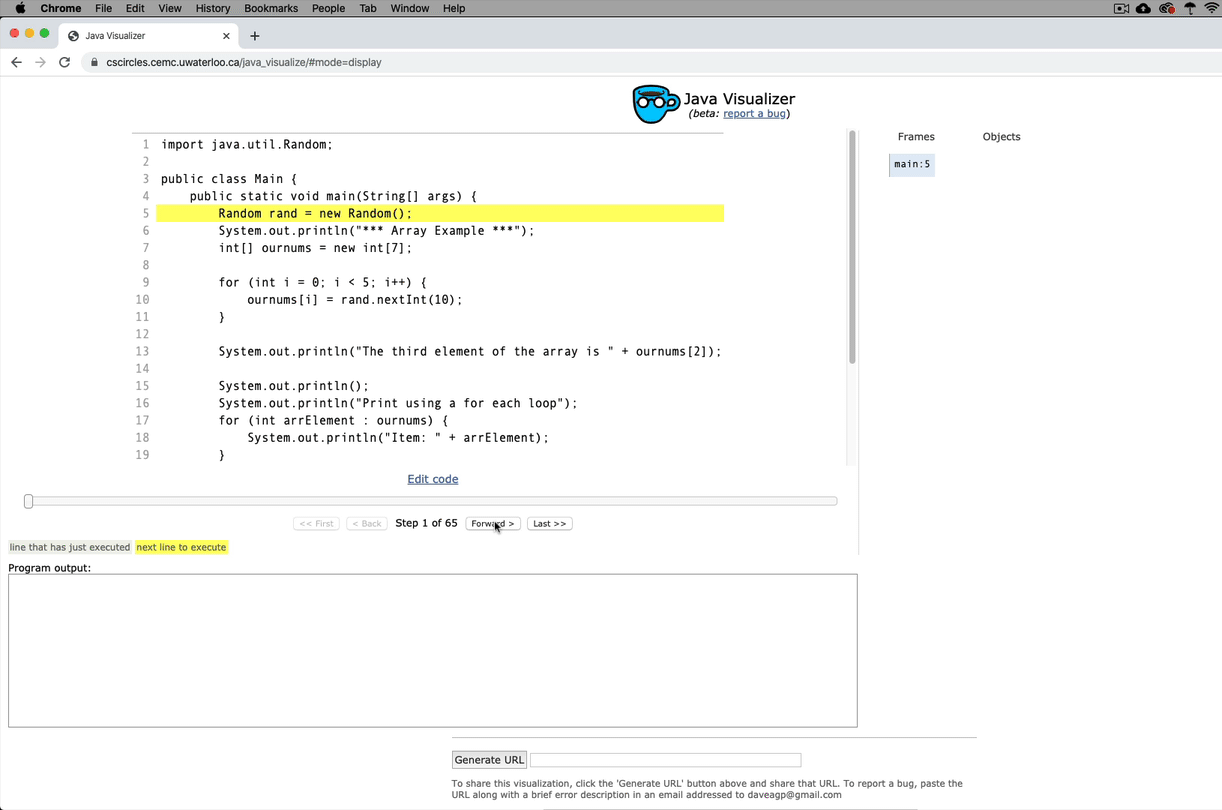 Chrome File Edit View History Bookmarks People Tab Window Help
Java Visualizer
cscircles.cemc.uwaterloo.ca/java_visualize/#mode=display
Java Visualizer
(beta: report a bug)
Frames Objects
main:5
1 import java.util.Random;
2
3 public class Main {
4 public static void main(String[] args) {
5 Random rand = new Random();
6 System.out.println("*** Array Example ***");
7 int[] ournums = new int[7];
8
9 for (int i = 0; i < 5; i++) {
10 ournums[i] = rand.nextInt(10);
11 }
12
13 System.out.println("The third element of the array is " + ournums[2]);
14
15 System.out.println();
16 System.out.println("Print using a for each loop");
17 for (int arrElement : ournums) {
18 System.out.println("Item: " + arrElement);
19 }
Edit code
<< First < Back Step 1 of 65 Forward > Last >>
line that has just executed next line to execute
Program output:
Generate URL
To share this visualization, click the 'Generate URL' button above and share that URL. To report a bug, paste the
URL along with a brief error description in an email addressed to daveagp@gmail.com